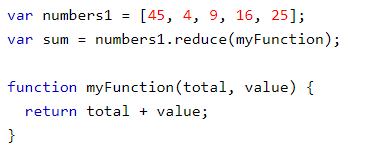 var numbers1 = [45, 4, 9, 16, 25];
var sum = numbers1.reduce(myFunction);

function myFunction(total, value) {
  return total + value;
}